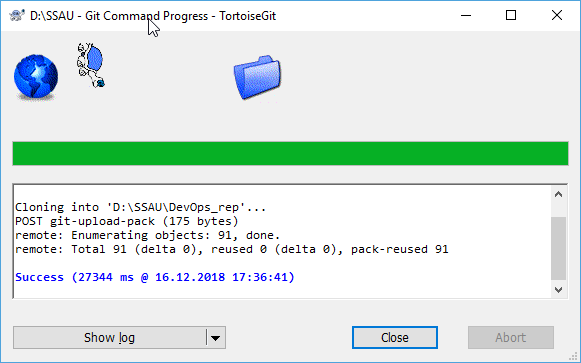 D:\SSAU - Git Command Progress - TortoiseGit
Cloning into 'D:\SSAU\DevOps_rep'...
POST git-upload-pack (175 bytes)
remote: Enumerating objects: 91, done.
remote: Total 91 (delta 0), reused 0 (delta 0), pack-reused 91
Success (27344 ms @ 16.12.2018 17:36:41)
Show log
Close
Abort